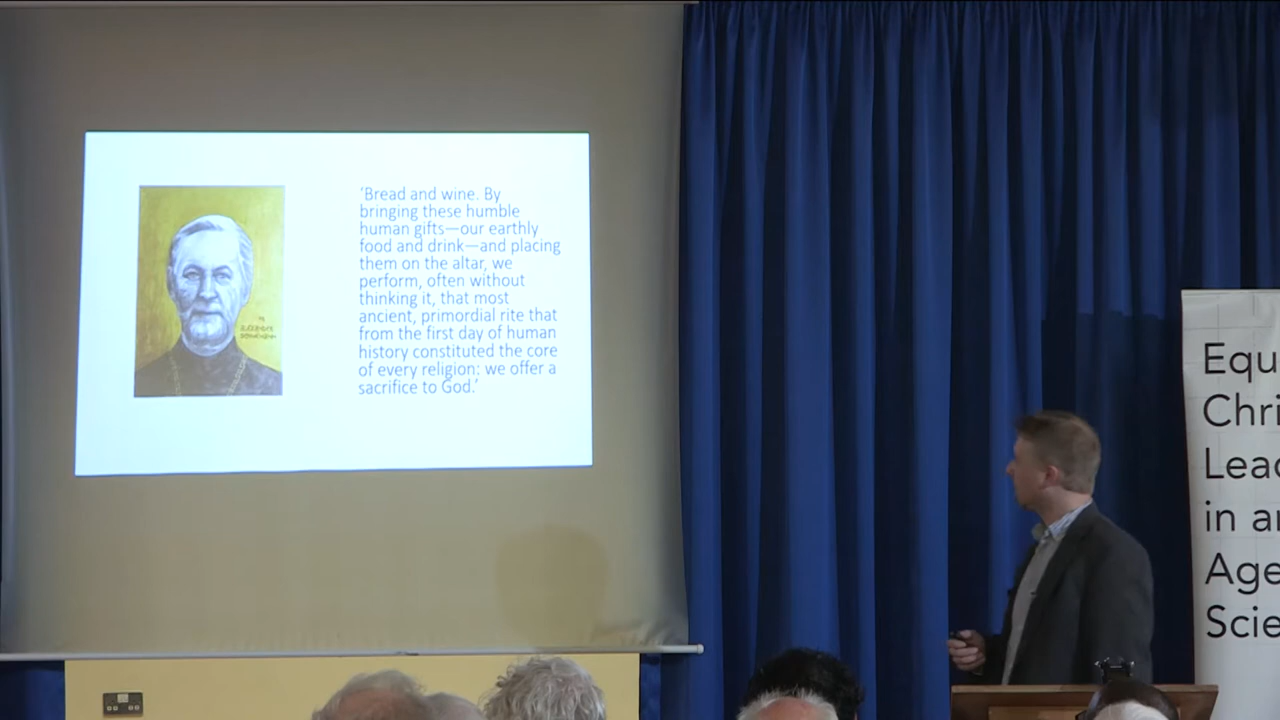 ‘Bread and wine. By
bringing these humble
human gifts—our earthly
food and drink—and placing
them on the altar, we
perform, often without
thinking it, that most
ancient, primordial rite that
from the first day of human
history constituted the core
of every religion: we offer a
sacrifice to God.’
Equ
Chri
Lead
in an
Age
Scie